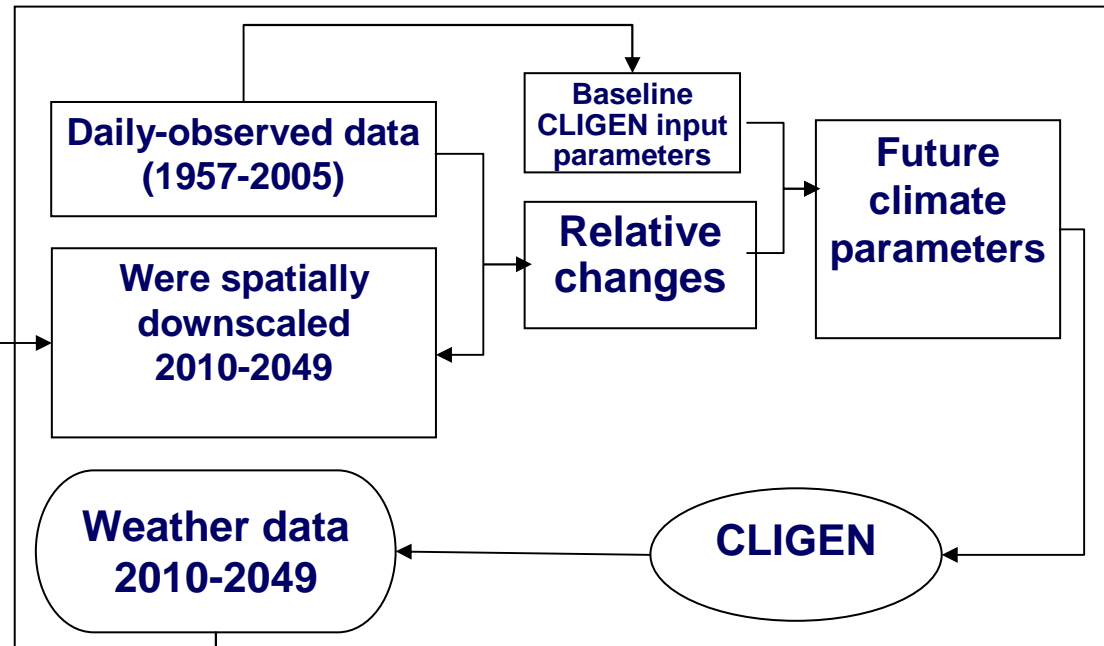 Daily-observed data
(1957-2005)
Baseline
CLIGEN input
parameters
Future
climate
parameters
Were spatially
downscaled
2010-2049
Relative
changes
Weather data
2010-2049
CLIGEN